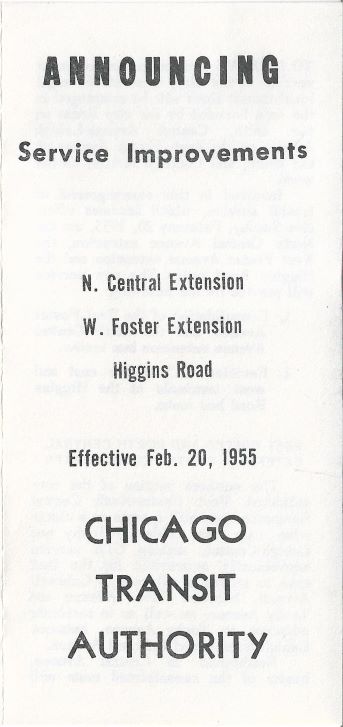 ANNOUNCING
Service Improvements
N. Central Extension
W. Foster Extension
Higgins Road
Effective Feb. 20, 1955
CHICAGO
TRANSIT
AUTHORITY